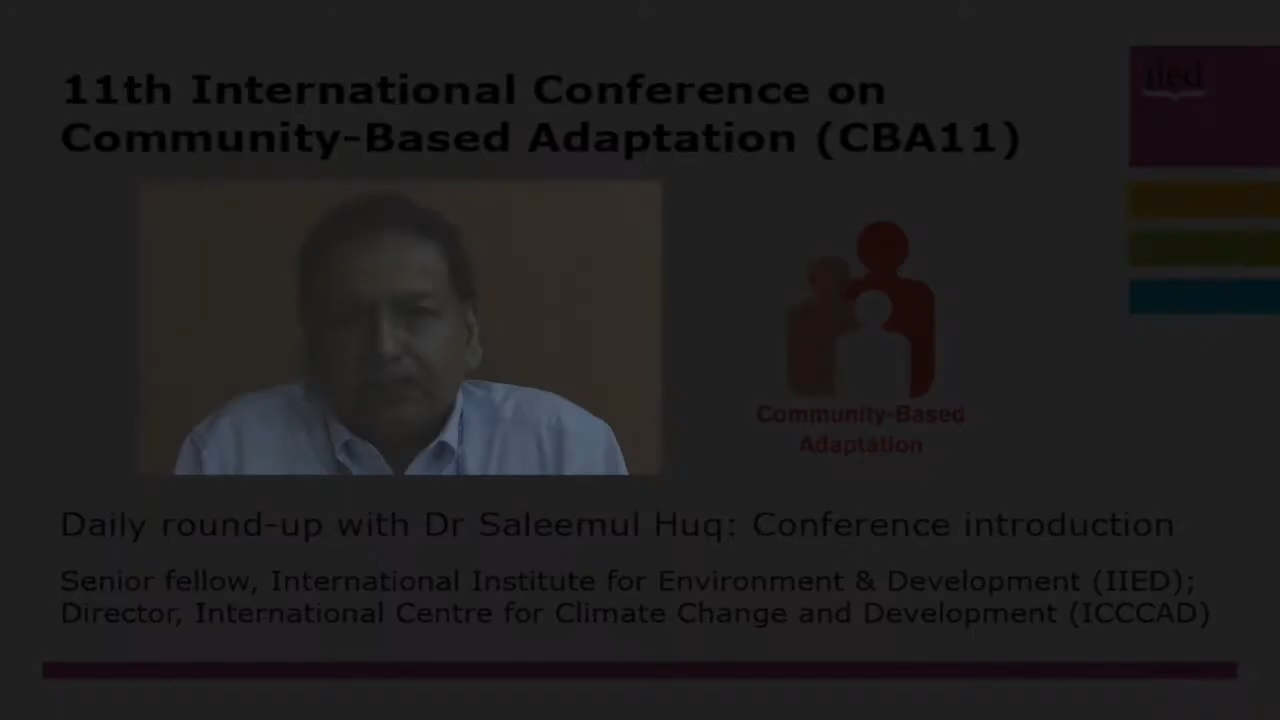 11th International Conference on
Community-Based Adaptation (CBA11)
iied
Community-Based
Adaptation
Daily round-up with Dr Saleemul Huq: Conference introduction
Senior fellow, International Institute for Environment & Development (IIED);
Director, International Centre for Climate Change and Development (ICCCAD)